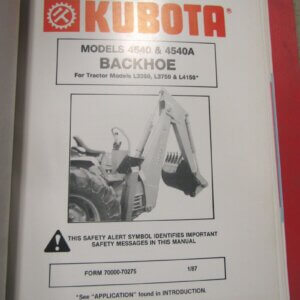 KUBOTA®
MODELS 4540 & 4540A
BACKHOE
For Tractor Models L3350, L3750 & L4150*
THIS SAFETY ALERT SYMBOL IDENTIFIES IMPORTANT
SAFETY MESSAGES IN THIS MANUAL
FORM 70000-70275 1/87
*See "APPLICATION" found in INTRODUCTION.